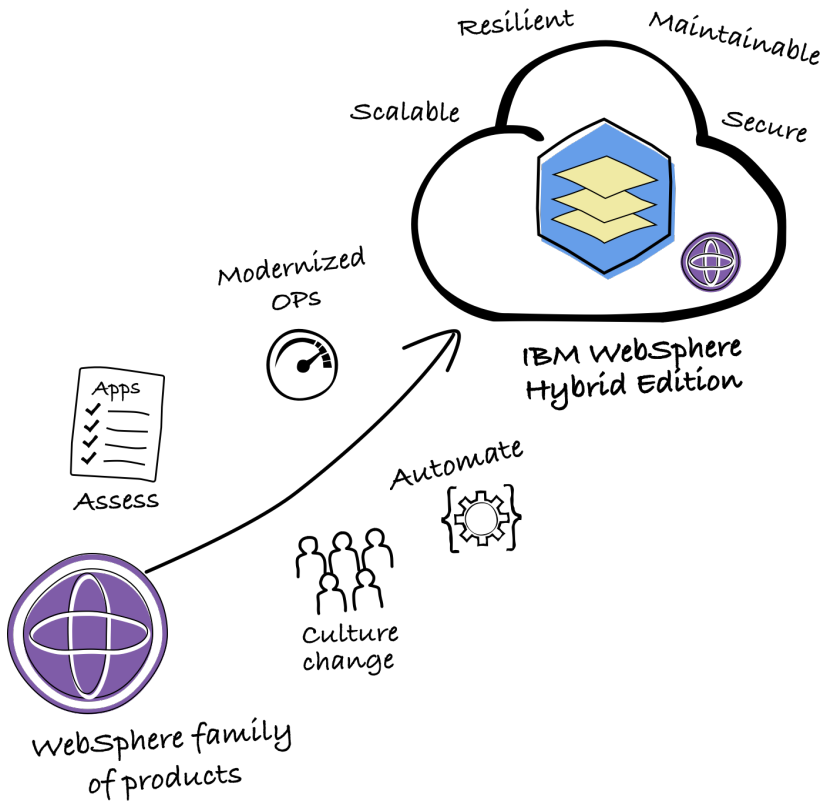 Resilient
Maintainable
Scalable
Secure
Modernized
OPS
IBM WebSphere
Hybrid Edition
Apps
Assess
Automate
Culture
change
WebSphere family
of products